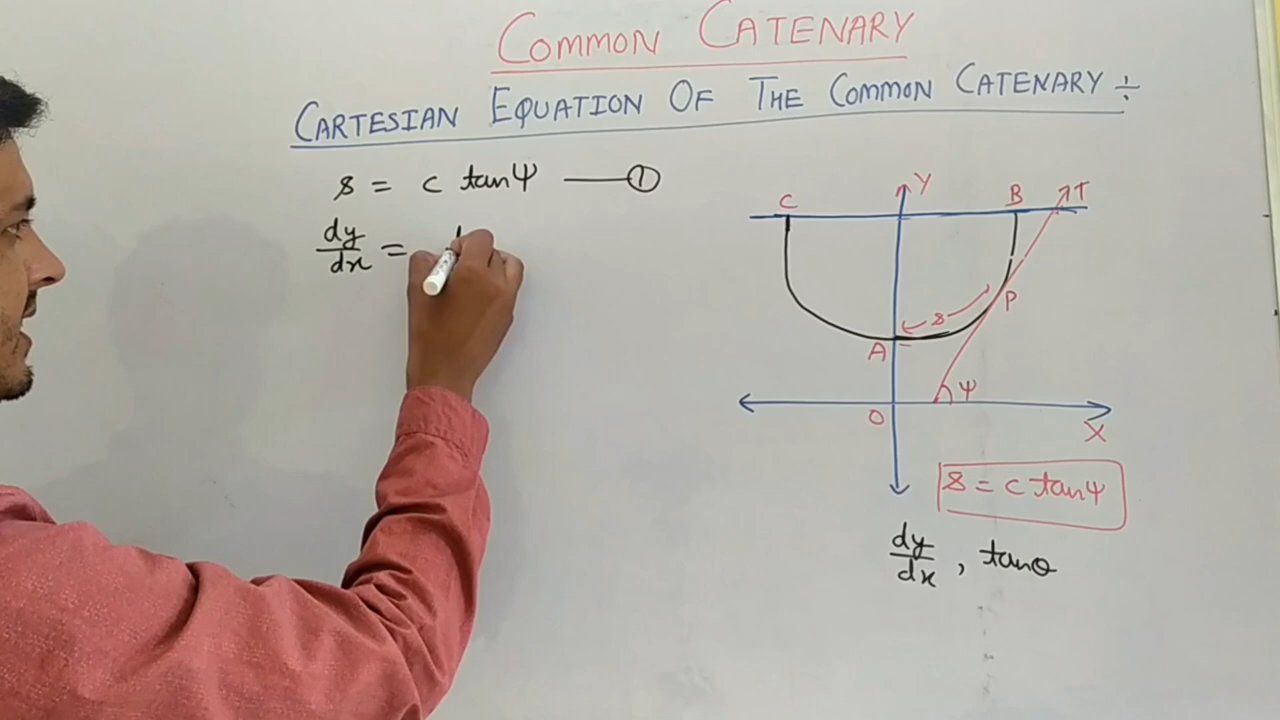 COMMON CATENARY
CARTESIAN EQUATION OF THE COMMON CATENARY ÷
s = c tanψ —— ①
dy/dx =
C
Y
B
T
s
P
A
ψ
O
X
s = c tanψ
dy/dx , tanθ